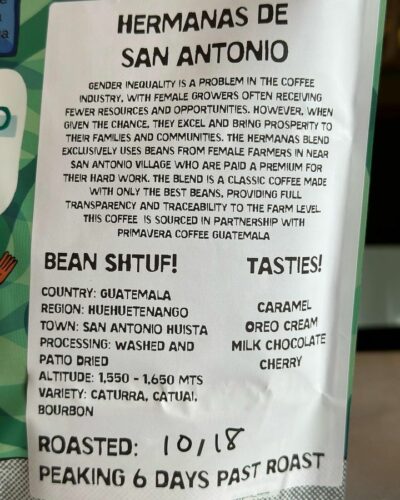 HERMANAS DE
SAN ANTONIO
GENDER INEQUALITY IS A PROBLEM IN THE COFFEE
INDUSTRY, WITH FEMALE GROWERS OFTEN RECEIVING
FEWER RESOURCES AND OPPORTUNITIES. HOWEVER, WHEN
GIVEN THE CHANCE, THEY EXCEL AND BRING PROSPERITY TO
THEIR FAMILIES AND COMMUNITIES. THE HERMANAS BLEND
EXCLUSIVELY USES BEANS FROM FEMALE FARMERS IN NEAR
SAN ANTONIO VILLAGE WHO ARE PAID A PREMIUM FOR
THEIR HARD WORK. THE BLEND IS A CLASSIC COFFEE MADE
WITH ONLY THE BEST BEANS, PROVIDING FULL
TRANSPARENCY AND TRACEABILITY TO THE FARM LEVEL.
THIS COFFEE IS SOURCED IN PARTNERSHIP WITH
PRIMAVERA COFFEE GUATEMALA
BEAN SHTUF!
COUNTRY: GUATEMALA
REGION: HUEHUETENANGO
TOWN: SAN ANTONIO HUISTA
PROCESSING: WASHED AND
PATIO DRIED
ALTITUDE: 1,550 - 1,650 MTS
VARIETY: CATURRA, CATUAI,
BOURBON
TASTIES!
CARAMEL
OREO CREAM
MILK CHOCOLATE
CHERRY
ROASTED: 10/18
PEAKING 6 DAYS PAST ROAST